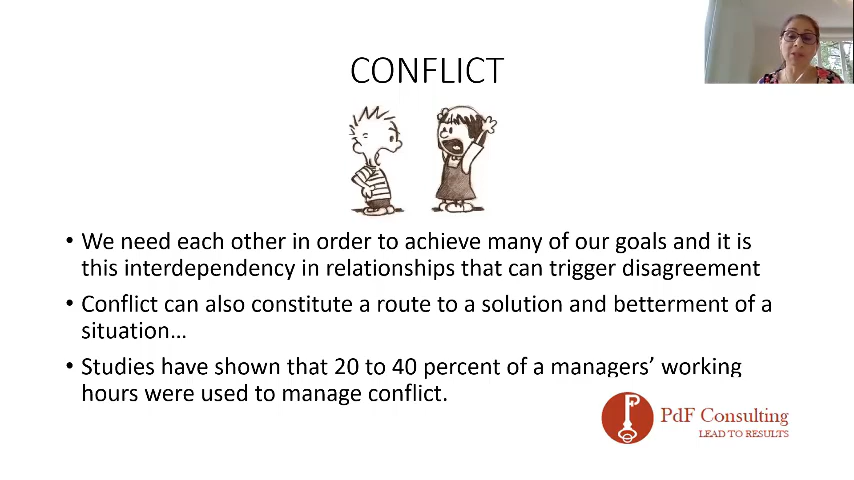 CONFLICT
• We need each other in order to achieve many of our goals and it is
this interdependency in relationships that can trigger disagreement
• Conflict can also constitute a route to a solution and betterment of a
situation...
• Studies have shown that 20 to 40 percent of a managers’ working
hours were used to manage conflict.
PdF Consulting
LEAD TO RESULTS